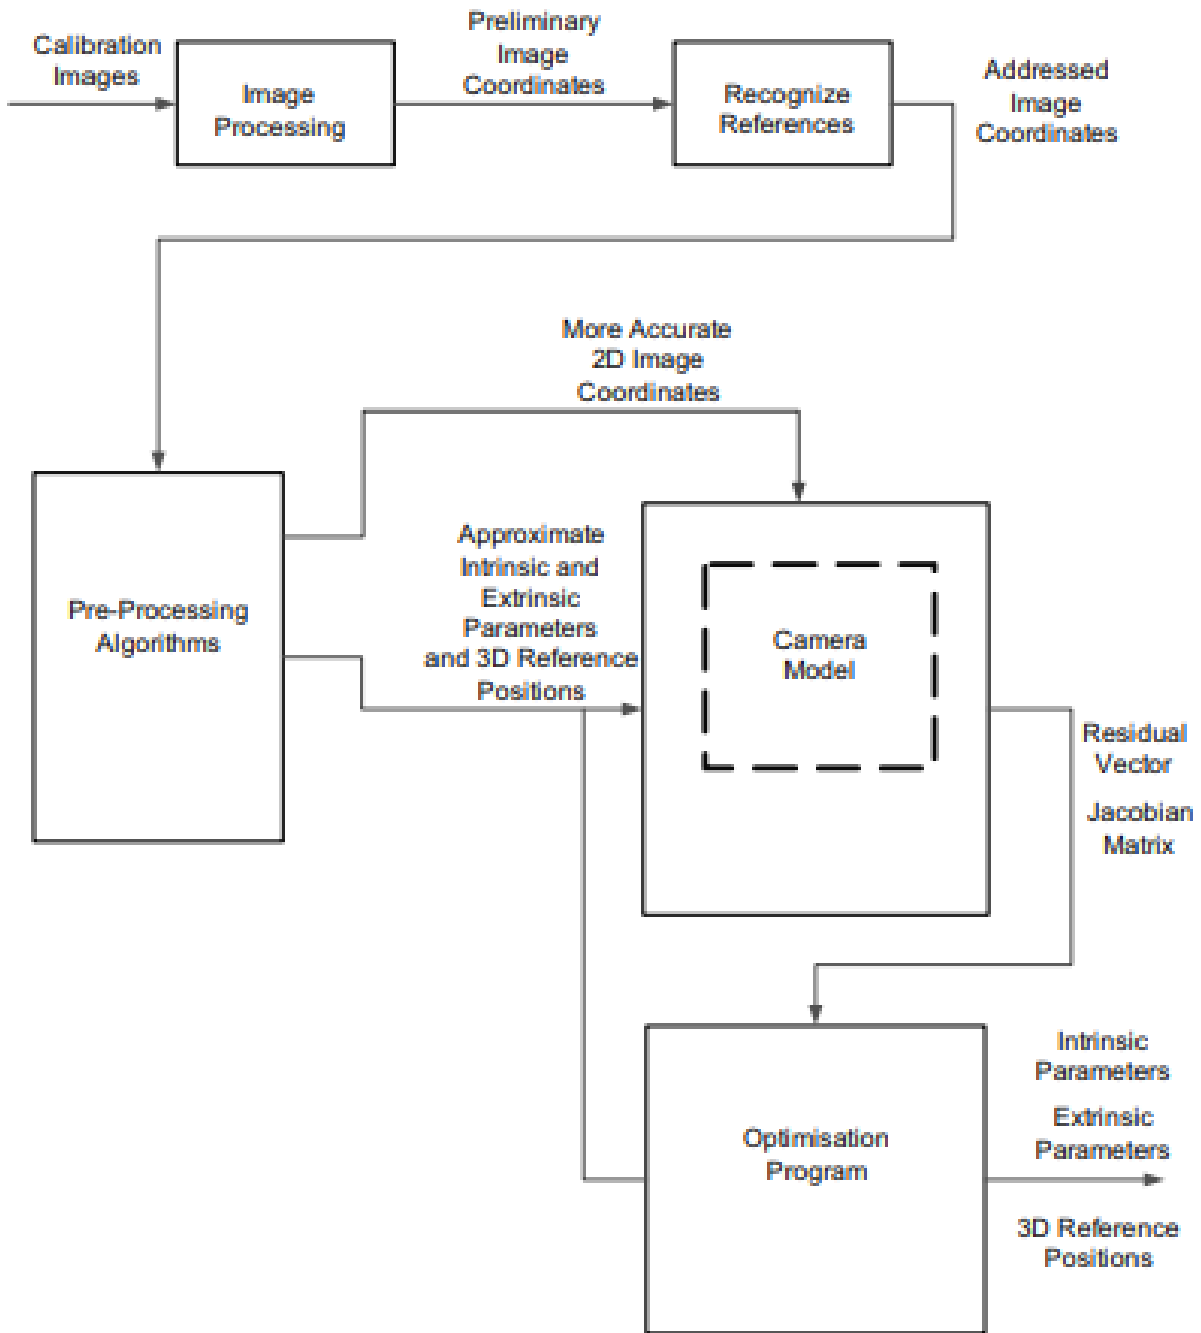 Calibration
Images
Image
Processing
Preliminary
Image
Coordinates
Recognize
References
Addressed
Image
Coordinates
More Accurate
2D Image
Coordinates
Pre-Processing
Algorithms
Approximate
Intrinsic and
Extrinsic
Parameters
and 3D Reference
Positions
Camera
Model
Residual
Vector
Jacobian
Matrix
Optimisation
Program
Intrinsic
Parameters
Extrinsic
Parameters
3D Reference
Positions